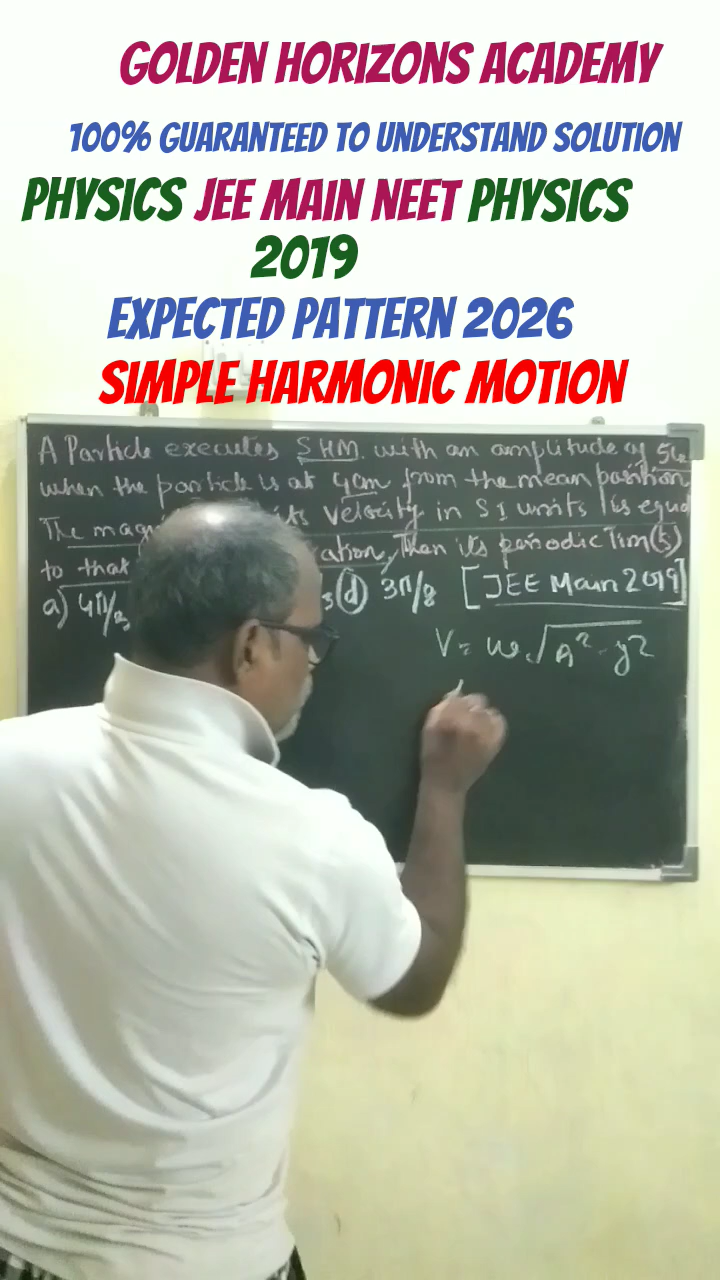 GOLDEN HORIZONS ACADEMY
100% GUARANTEED TO UNDERSTAND SOLUTION
PHYSICS JEE MAIN NEET PHYSICS
2019
EXPECTED PATTERN 2026
SIMPLE HARMONIC MOTION
A Particle executes SHM with an amplitude of
when the particle is at 4cm from the mean position
The velocity in SI units is equal
to that Then its periodic Tim(s)
a) 4π/3 (d) 3π/8 [JEE Main 2019]
V = ω√A² - y²